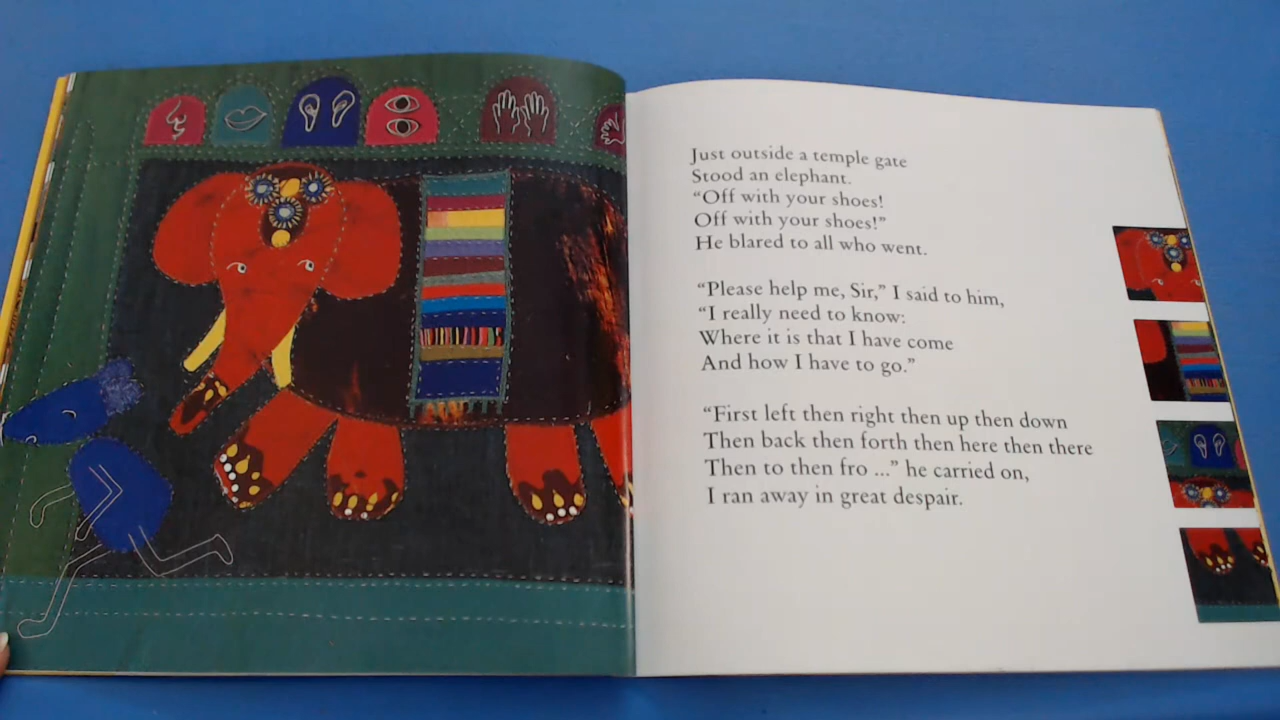 Just outside a temple gate
Stood an elephant.
“Off with your shoes!
Off with your shoes!”
He blared to all who went.
“Please help me, Sir,” I said to him,
“I really need to know:
Where it is that I have come
And how I have to go.”
“First left then right then up then down
Then back then forth then here then there
Then to then fro ...” he carried on,
I ran away in great despair.